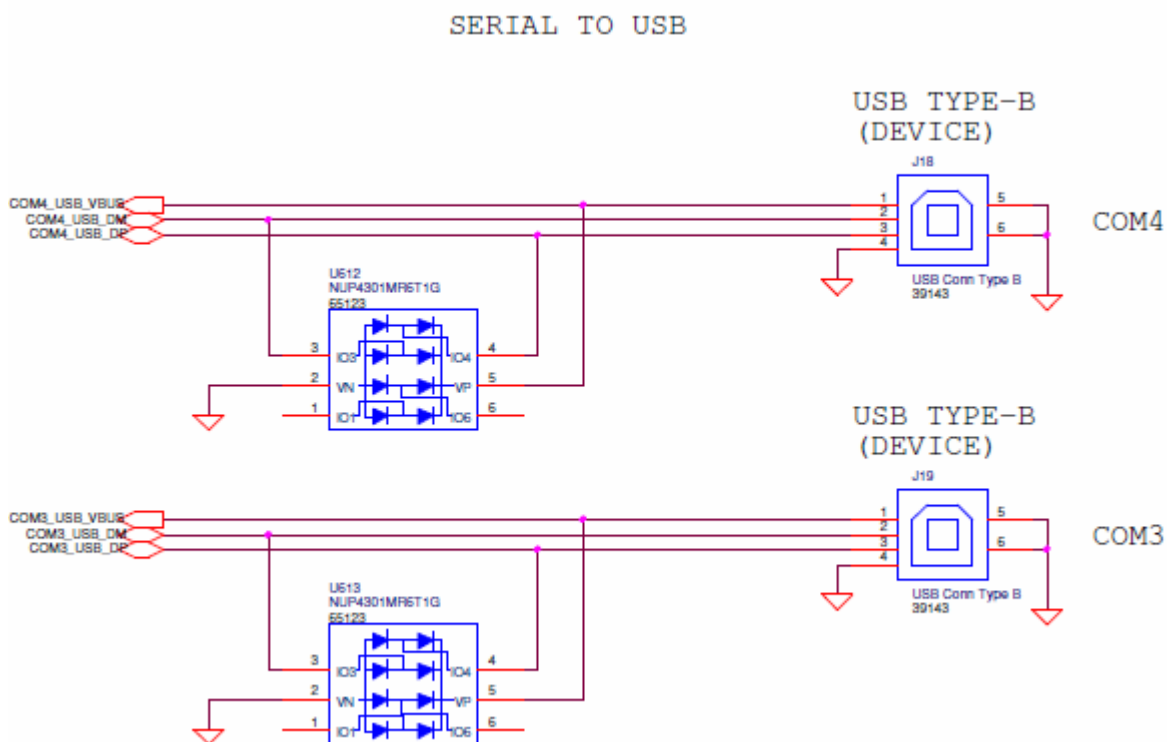 SERIAL TO USB
USB TYPE-B
(DEVICE)
J18
COM4_USB_VBUS
COM4_USB_DM
COM4_USB_DP
1
2
3
4
5
6
COM4
USB Conn Type B
39143
U612
NUP4301MR6T1G
65123
3 IO3 IO4 4
2 VN VP 5
1 IO1 IO6 6
USB TYPE-B
(DEVICE)
J19
COM3_USB_VBUS
COM3_USB_DM
COM3_USB_DP
1
2
3
4
5
6
COM3
USB Conn Type B
39143
U613
NUP4301MR6T1G
65123
3 IO3 IO4 4
2 VN VP 5
1 IO1 IO6 6